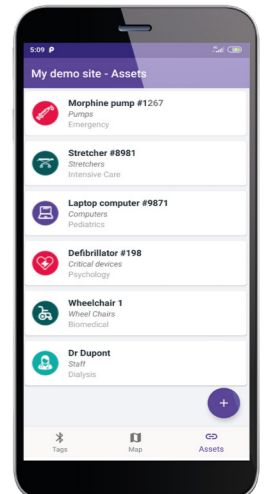 5:09 P
My demo site - Assets
Morphine pump #1267
Pumps
Emergency
Stretcher #8981
Stretchers
Intensive Care
Laptop computer #9871
Computers
Pediatrics
Defibrillator #198
Critical devices
Psychology
Wheelchair 1
Wheel Chairs
Biomedical
Dr Dupont
Staff
Dialysis
+
Tags Map Assets